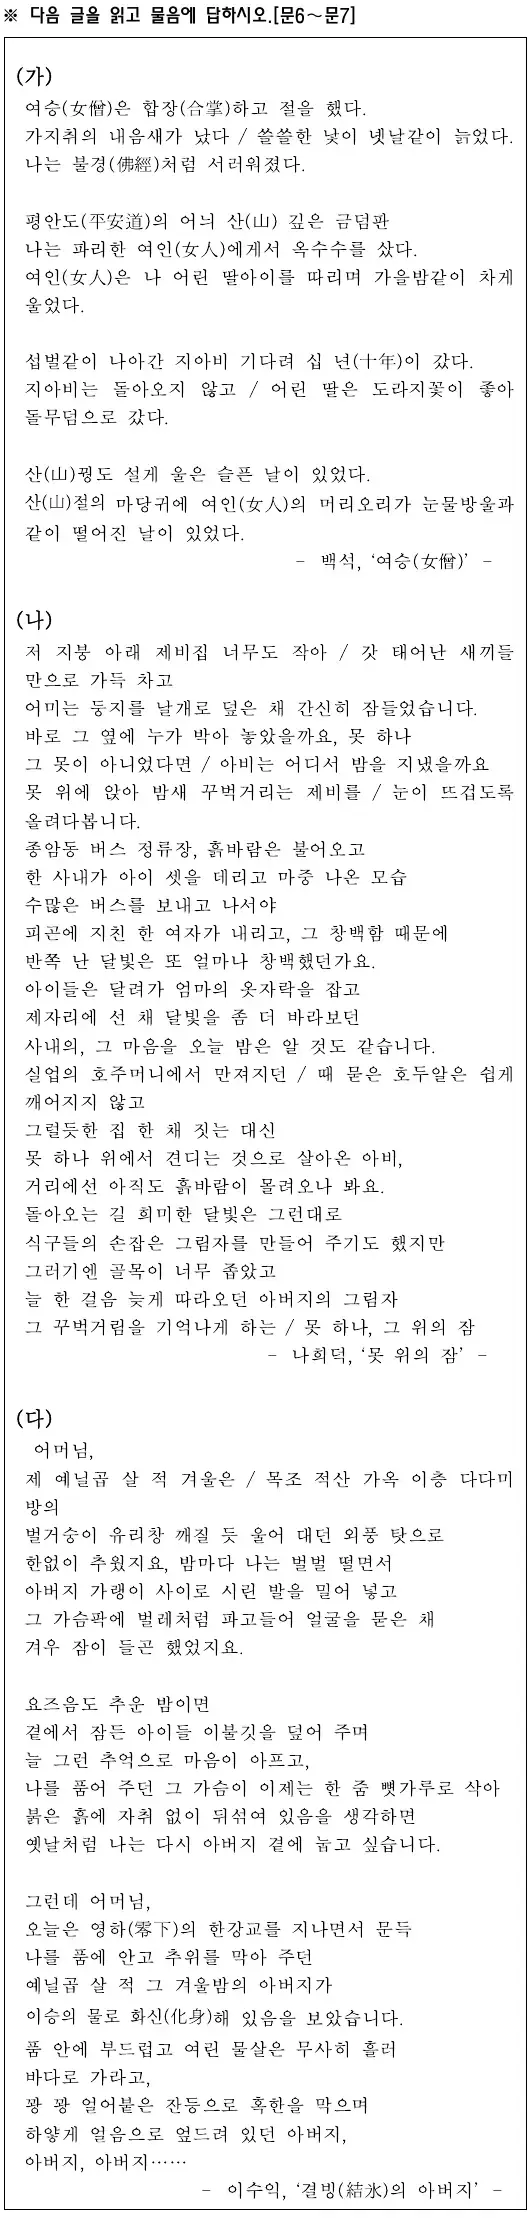 ※ 다음 글을 읽고 물음에 답하시오.[문6～문7]
(가)
여승(女僧)은 합장(合掌)하고 절을 했다.
가지취의 내음새가 났다 / 쓸쓸한 낯이 녯날같이 늙었다.
나는 불경(佛經)처럼 서러워졌다.
평안도(平安道)의 어늬 산(山) 깊은 금덤판
나는 파리한 여인(女人)에게서 옥수수를 샀다.
여인(女人)은 나 어린 딸아이를 따리며 가을밤같이 차게
울었다.
섭벌같이 나아간 지아비 기다려 십 년(十年)이 갔다.
지아비는 돌아오지 않고 / 어린 딸은 도라지꽃이 좋아
돌무덤으로 갔다.
산(山)꿩도 설게 울은 슬픈 날이 있었다.
산(山)절의 마당귀에 여인(女人)의 머리오리가 눈물방울과
같이 떨어진 날이 있었다.
- 백석, ‘여승(女僧)’ -
(나)
저 지붕 아래 제비집 너무도 작아 / 갓 태어난 새끼들
만으로 가득 차고
어미는 둥지를 날개로 덮은 채 간신히 잠들었습니다.
바로 그 옆에 누가 박아 놓았을까요, 못 하나
그 못이 아니었다면 / 아비는 어디서 밤을 지냈을까요
못 위에 앉아 밤새 꾸벅거리는 제비를 / 눈이 뜨겁도록
올려다봅니다.
종암동 버스 정류장, 흙바람은 불어오고
한 사내가 아이 셋을 데리고 마중 나온 모습
수많은 버스를 보내고 나서야
피곤에 지친 한 여자가 내리고, 그 창백함 때문에
반쪽 난 달빛은 또 얼마나 창백했던가요.
아이들은 달려가 엄마의 옷자락을 잡고
제자리에 선 채 달빛을 좀 더 바라보던
사내의, 그 마음을 오늘 밤은 알 것도 같습니다.
실업의 호주머니에서 만져지던 / 때 묻은 호두알은 쉽게
깨어지지 않고
그럴듯한 집 한 채 짓는 대신
못 하나 위에서 견디는 것으로 살아온 아비,
거리에선 아직도 흙바람이 몰려오나 봐요.
돌아오는 길 희미한 달빛은 그런대로
식구들의 손잡은 그림자를 만들어 주기도 했지만
그러기엔 골목이 너무 좁았고
늘 한 걸음 늦게 따라오던 아버지의 그림자
그 꾸벅거림을 기억나게 하는 / 못 하나, 그 위의 잠
- 나희덕, ‘못 위의 잠’ -
(다)
어머님,
제 예닐곱 살 적 겨울은 / 목조 적산 가옥 이층 다다미
방의
벌거숭이 유리창 깨질 듯 울어 대던 외풍 탓으로
한없이 추웠지요, 밤마다 나는 벌벌 떨면서
아버지 가랭이 사이로 시린 발을 밀어 넣고
그 가슴팍에 벌레처럼 파고들어 얼굴을 묻은 채
겨우 잠이 들곤 했었지요.
요즈음도 추운 밤이면
곁에서 잠든 아이들 이불깃을 덮어 주며
늘 그런 추억으로 마음이 아프고,
나를 품어 주던 그 가슴이 이제는 한 줌 뼛가루로 삭아
붉은 흙에 자취 없이 뒤섞여 있음을 생각하면
옛날처럼 나는 다시 아버지 곁에 눕고 싶습니다.
그런데 어머님,
오늘은 영하(零下)의 한강교를 지나면서 문득
나를 품에 안고 추위를 막아 주던
예닐곱 살 적 그 겨울밤의 아버지가
이승의 물로 화신(化身)해 있음을 보았습니다.
품 안에 부드럽고 여린 물살은 무사히 흘러
바다로 가라고,
꽝 꽝 얼어붙은 잔등으로 혹한을 막으며
하얗게 얼음으로 엎드려 있던 아버지,
아버지, 아버지……
- 이수익, ‘결빙(結氷)의 아버지’ -